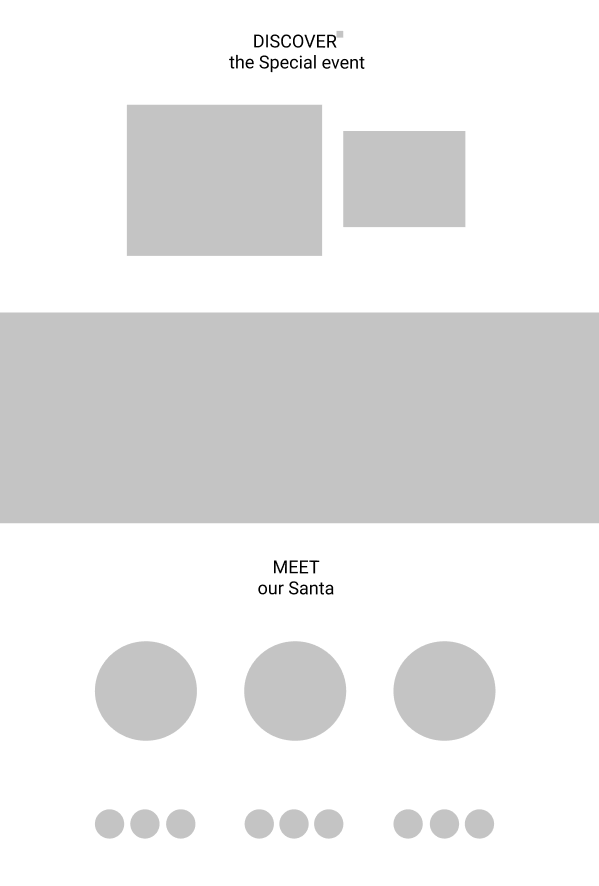 DISCOVER
the Special event
MEET
our Santa